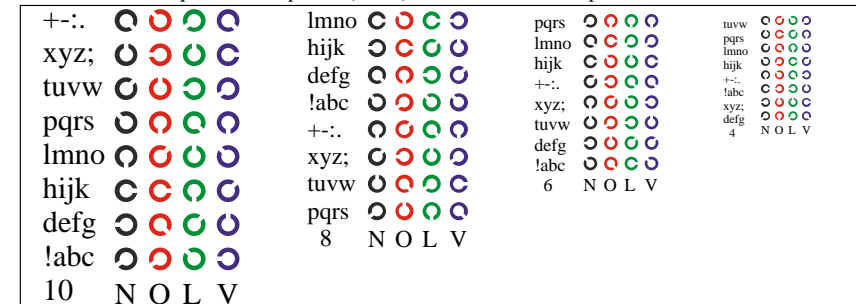 +-:.
xyz;
tuvw
pqrs
lmno
hijk
defg
!abc
10 N O L V
lmno
hijk
defg
!abc
+-:.
xyz;
tuvw
pqrs
8 N O L V
pqrs
lmno
hijk
+-:.
xyz;
tuvw
defg
!abc
6 N O L V
tuvw
pqrs
lmno
hijk
+-:.
!abc
xyz;
defg
4 N O L V